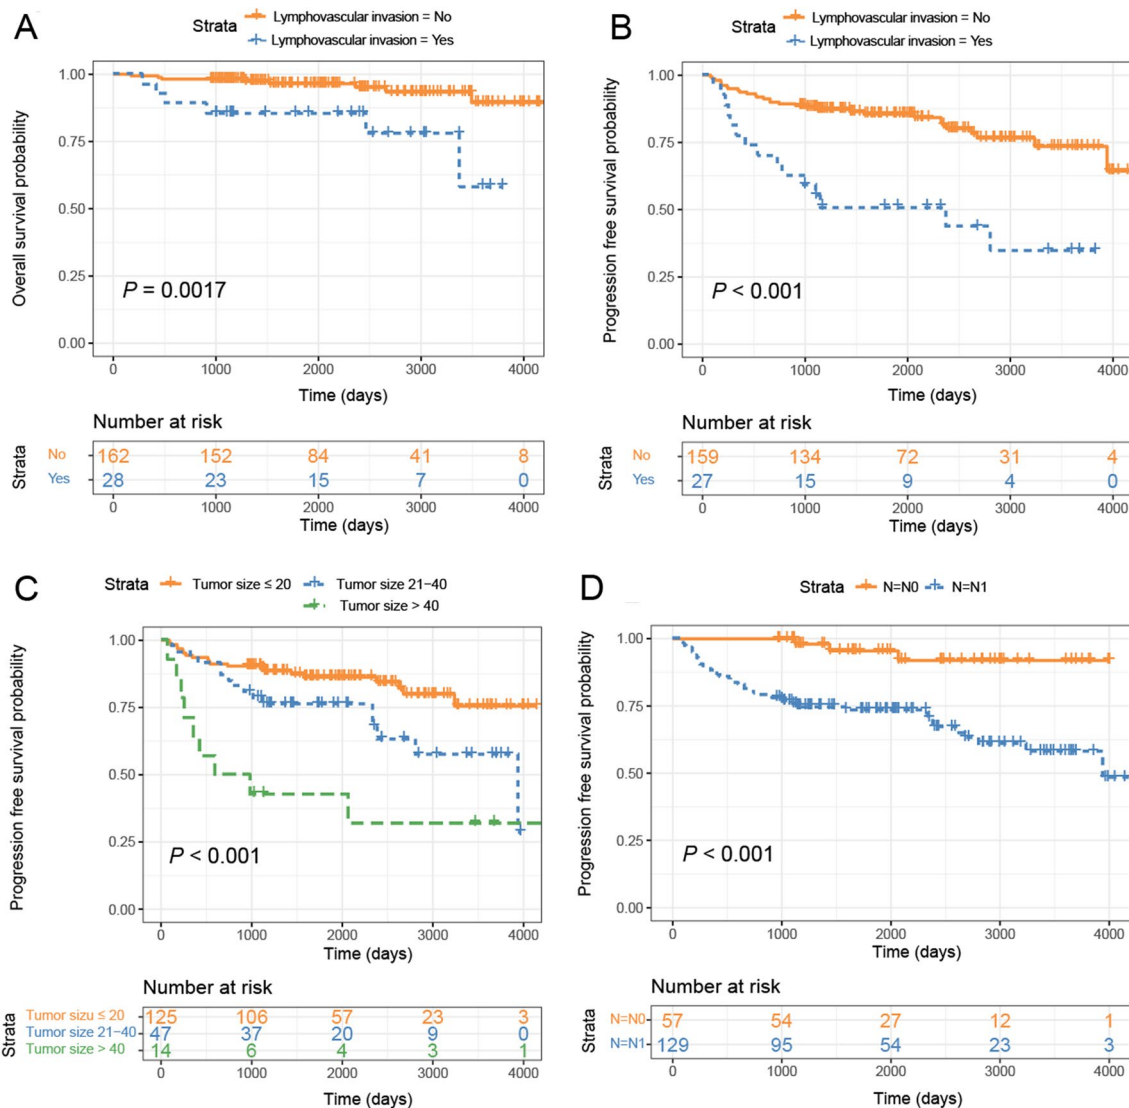 A
Strata
Lymphovascular invasion = No
Lymphovascular invasion = Yes
Overall survival probability
1.00
0.75
0.50
0.25
0.00
P = 0.0017
0 1000 2000 3000 4000
Time (days)
Number at risk
Strata
No 162 152 84 41 8
Yes 28 23 15 7 0
0 1000 2000 3000 4000
Time (days)
B
Strata
Lymphovascular invasion = No
Lymphovascular invasion = Yes
Progression free survival probability
1.00
0.75
0.50
0.25
0.00
P < 0.001
0 1000 2000 3000 4000
Time (days)
Number at risk
Strata
No 159 134 72 31 4
Yes 27 15 9 4 0
0 1000 2000 3000 4000
Time (days)
C
Strata Tumor size ≤ 20 Tumor size 21−40
Tumor size > 40
Progression free survival probability
1.00
0.75
0.50
0.25
0.00
P < 0.001
0 1000 2000 3000 4000
Time (days)
Number at risk
Strata
Tumor sizu ≤ 20 125 106 57 23 3
Tumor size 21−40 47 37 20 9 0
Tumor size > 40 14 6 4 3 1
0 1000 2000 3000 4000
Time (days)
D
Strata N=N0 N=N1
Progression free survival probability
1.00
0.75
0.50
0.25
0.00
P < 0.001
0 1000 2000 3000 4000
Time (days)
Number at risk
Strata
N=N0 57 54 27 12 1
N=N1 129 95 54 23 3
0 1000 2000 3000 4000
Time (days)